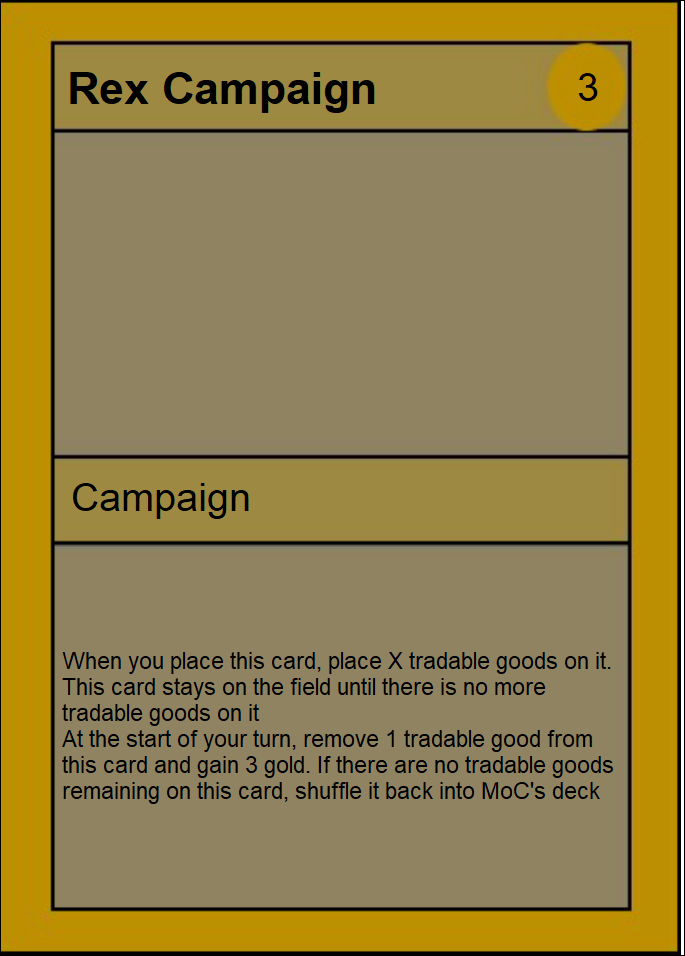 Rex Campaign
3
Campaign
When you place this card, place X tradable goods on it.
This card stays on the field until there is no more
tradable goods on it
At the start of your turn, remove 1 tradable good from
this card and gain 3 gold. If there are no tradable goods
remaining on this card, shuffle it back into MoC's deck